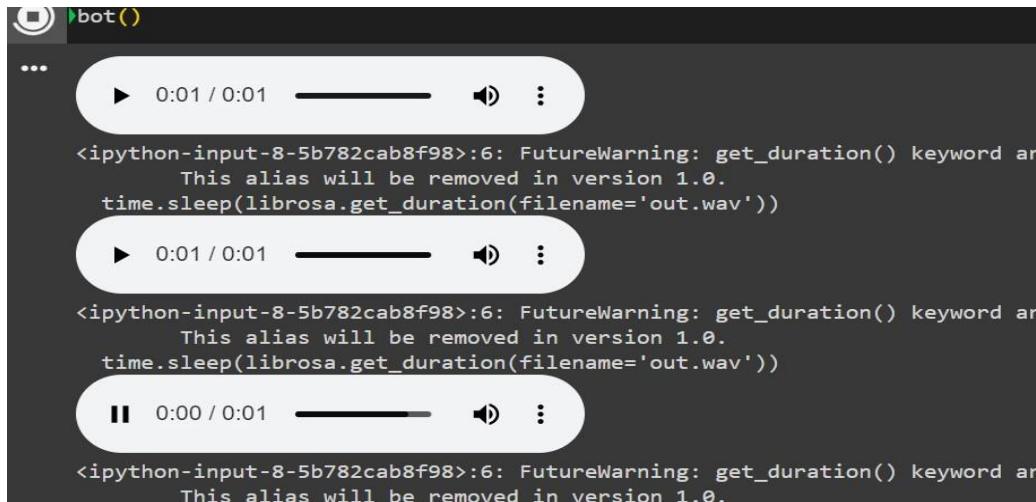 bot()
0:01 / 0:01
<ipython-input-8-5b782cab8f98>:6: FutureWarning: get_duration() keyword ar
This alias will be removed in version 1.0.
time.sleep(librosa.get_duration(filename='out.wav'))
0:01 / 0:01
<ipython-input-8-5b782cab8f98>:6: FutureWarning: get_duration() keyword ar
This alias will be removed in version 1.0.
time.sleep(librosa.get_duration(filename='out.wav'))
0:00 / 0:01
<ipython-input-8-5b782cab8f98>:6: FutureWarning: get_duration() keyword ar
This alias will be removed in version 1.0.